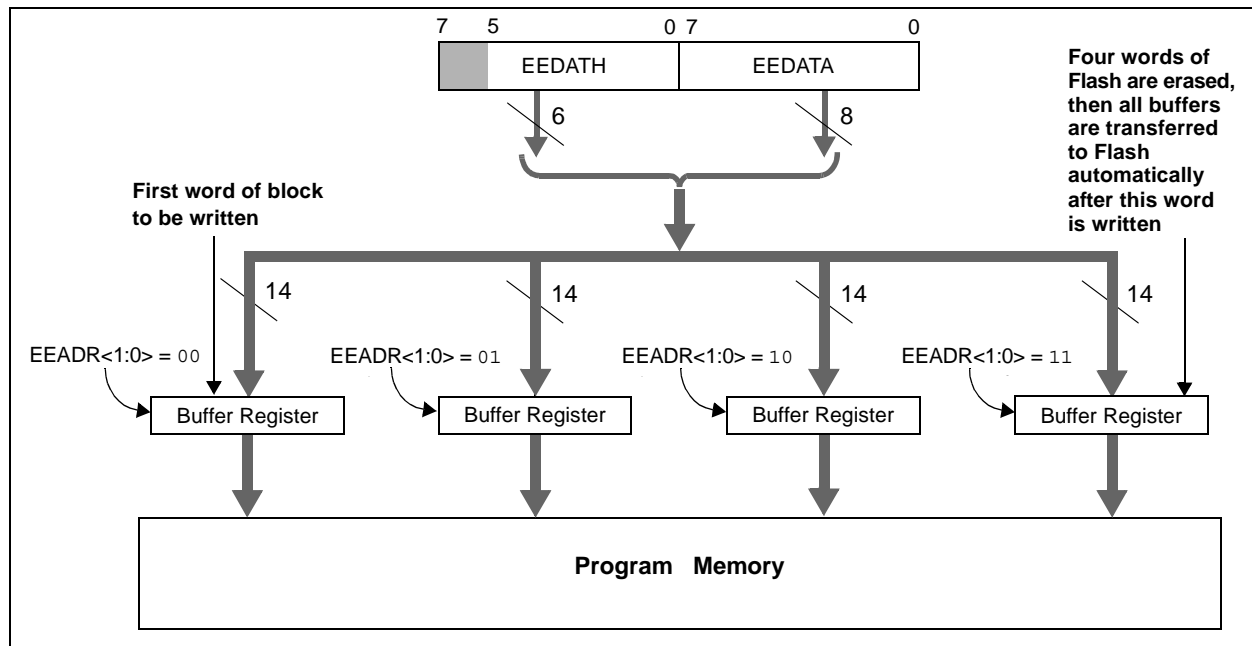 7 5 0 7 0
EEDATH EEDATA
6 8
First word of block
to be written
Four words of
Flash are erased,
then all buffers
are transferred
to Flash
automatically
after this word
is written
14 14 14 14
EEADR<1:0> = 00 EEADR<1:0> = 01 EEADR<1:0> = 10 EEADR<1:0> = 11
Buffer Register Buffer Register Buffer Register Buffer Register
Program Memory